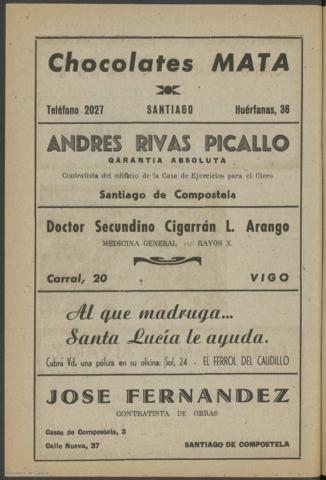 Chocolates MATA
Teléfono 2027 SANTIAGO Huérfanas, 36
ANDRES RIVAS PICALLO
GARANTIA ABSOLUTA
Contratista del edificio de la Casa de Ejercicios para el Clero
Santiago de Compostela
Doctor Secundino Cigarrán L. Arango
MEDICINA GENERAL :-: RAYOS X
Carral, 20 VIGO
Al que madruga...
Santa Lucía le ayuda.
Cubra Vd. una póliza en su oficina: Sol, 24 - EL FERROL DEL CAUDILLO
JOSE FERNANDEZ
CONTRATISTA DE OBRAS
Casas de Compostela, 3
Calle Nueva, 37 SANTIAGO DE COMPOSTELA